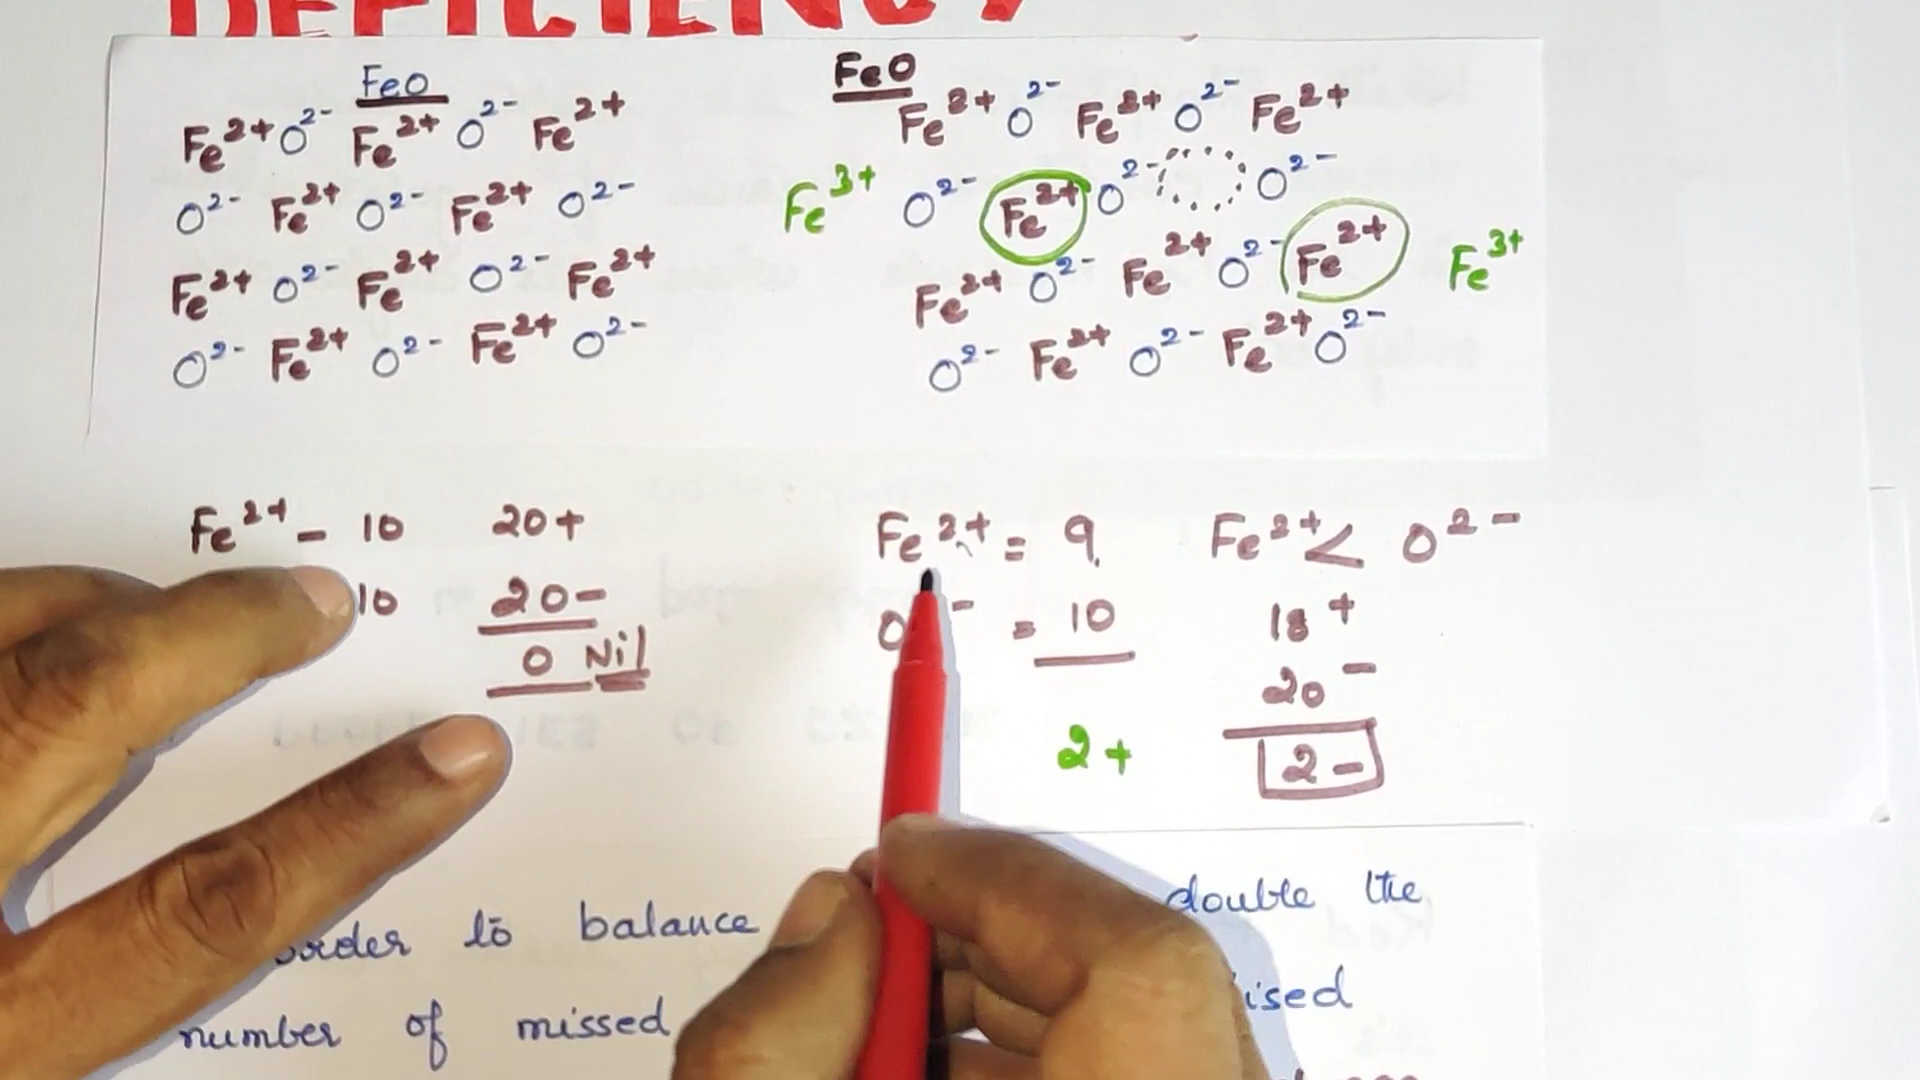 DEFICIENCY
FeO
Fe²⁺ O²⁻ Fe²⁺ O²⁻ Fe²⁺
O²⁻ Fe²⁺ O²⁻ Fe²⁺ O²⁻
Fe²⁺ O²⁻ Fe²⁺ O²⁻ Fe²⁺
O²⁻ Fe²⁺ O²⁻ Fe²⁺ O²⁻
FeO
Fe²⁺ O²⁻ Fe²⁺ O²⁻ Fe²⁺
Fe³⁺ O²⁻ Fe²⁺ O²⁻ O²⁻
Fe²⁺ O²⁻ Fe²⁺ O²⁻ Fe²⁺ Fe³⁺
O²⁻ Fe²⁺ O²⁻ Fe²⁺ O²⁻
Fe²⁺ - 10 20+
10 20-
0 Nil
Fe²⁺ = 9 Fe²⁺ < O²⁻
O = 10 18⁺
20⁻
2+ 2-
order to balance double the
number of missed